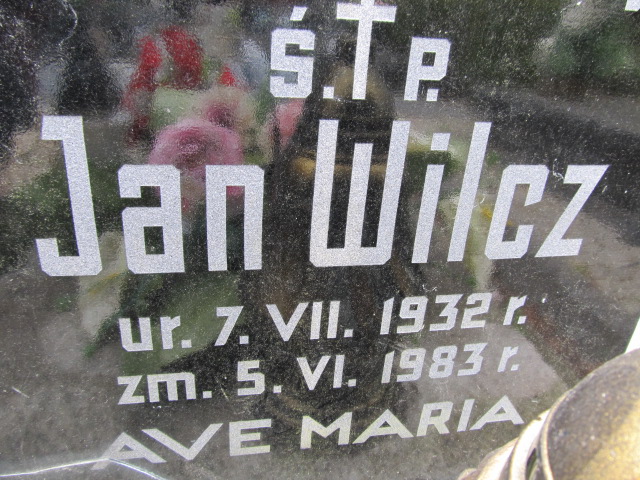 Ś. P.
Jan Wilcz
ur. 7. VII. 1932 r.
zm. 5. VI. 1983 r.
AVE MARIA